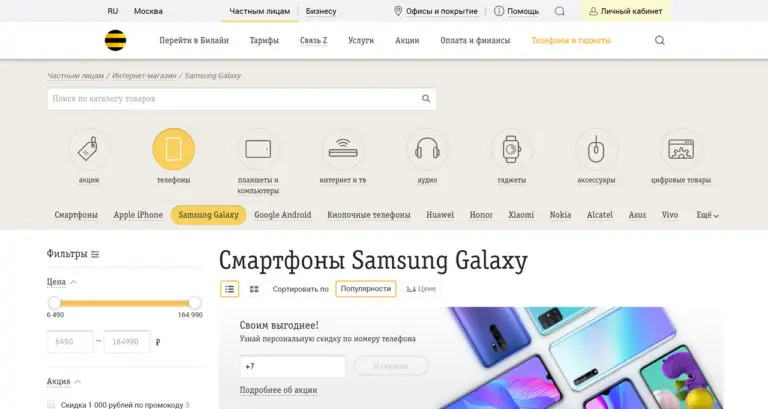 RU Москва Частным лицам Бизнесу Офисы и покрытие Помощь Личный кабинет
Перейти в Билайн Тарифы Связь Z Услуги Акции Оплата и финансы Телефоны и гаджеты
Частным лицам / Интернет-магазин / Samsung Galaxy
Поиск по каталогу товаров
акции телефоны планшеты и компьютеры интернет и тв аудио гаджеты аксессуары цифровые товары
Смартфоны Apple iPhone Samsung Galaxy Google Android Кнопочные телефоны Huawei Honor Xiaomi Nokia Alcatel Asus Vivo Ещё
Фильтры
Цена
6 490 164 990
6490 — 164990 ₽
Акция
Скидка 1 000 рублей по промокоду 3
Смартфоны Samsung Galaxy
Сортировать по Популярности Цене
Своим выгоднее!
Узнай персональную скидку по номеру телефона
+7
Подробнее об акции